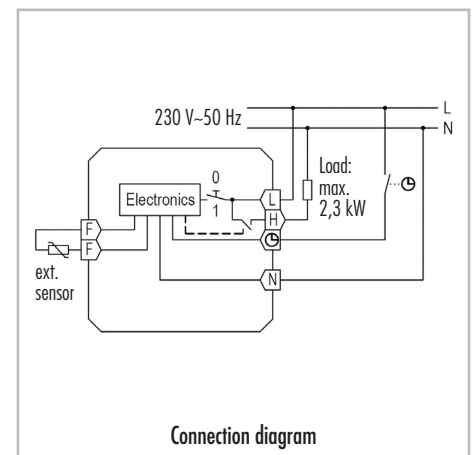 L
N
230 V~50 Hz
Load:
max.
2,3 kW
0
1
Electronics
L
H
F
F
N
ext.
sensor
Connection diagram